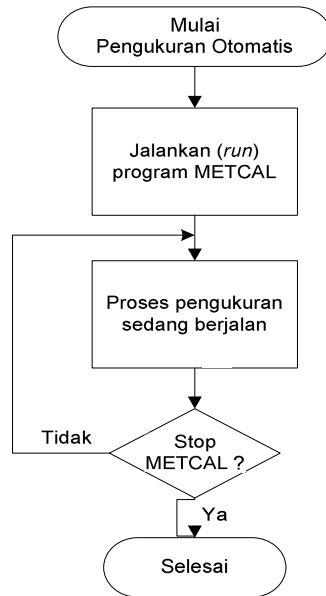 Mulai
Pengukuran Otomatis
Jalankan (run)
program METCAL
Proses pengukuran
sedang berjalan
Tidak
Stop
METCAL ?
Ya
Selesai